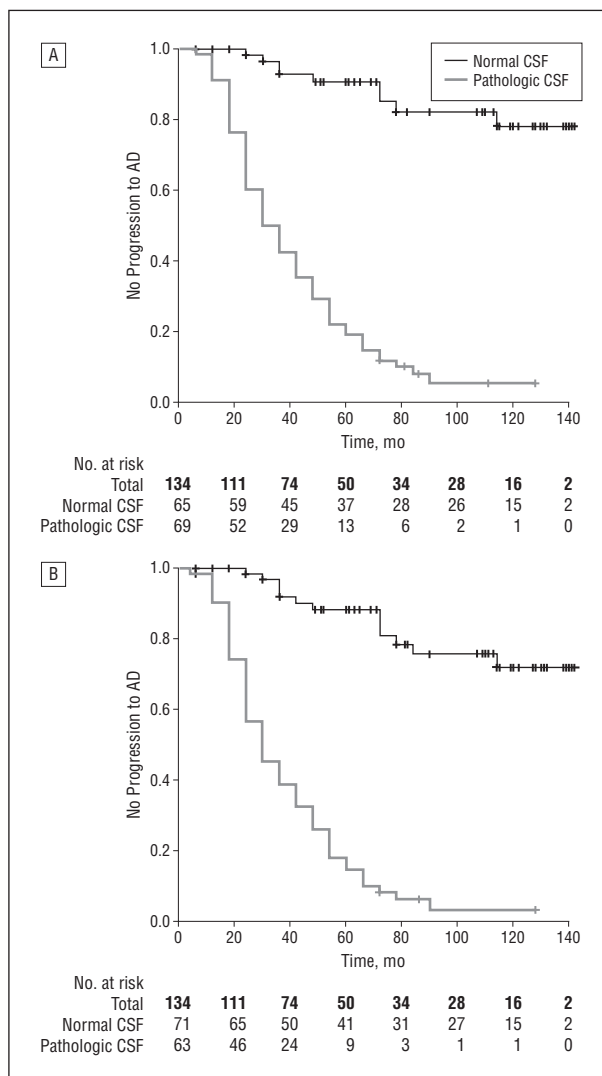 A
Normal CSF
Pathologic CSF
1.0
0.8
0.6
0.4
0.2
0.0
No Progression to AD
0 20 40 60 80 100 120 140
Time, mo
No. at risk
Total 134 111 74 50 34 28 16 2
Normal CSF 65 59 45 37 28 26 15 2
Pathologic CSF 69 52 29 13 6 2 1 0
B
1.0
0.8
0.6
0.4
0.2
0.0
No Progression to AD
0 20 40 60 80 100 120 140
Time, mo
No. at risk
Total 134 111 74 50 34 28 16 2
Normal CSF 71 65 50 41 31 27 15 2
Pathologic CSF 63 46 24 9 3 1 1 0